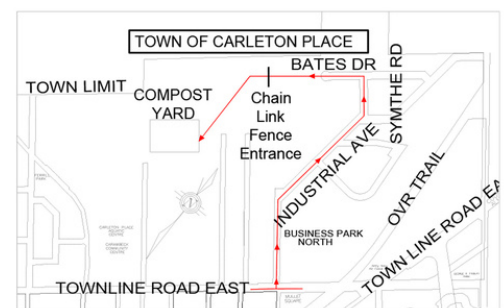 TOWN OF CARLETON PLACE
BATES DR
SYMTHE RD
TOWN LIMIT
COMPOST
YARD
Chain
Link
Fence
Entrance
INDUSTRIAL AVE
OVR TRAIL
BUSINESS PARK
NORTH
TOWN LINE ROAD EA
TOWNLINE ROAD EAST